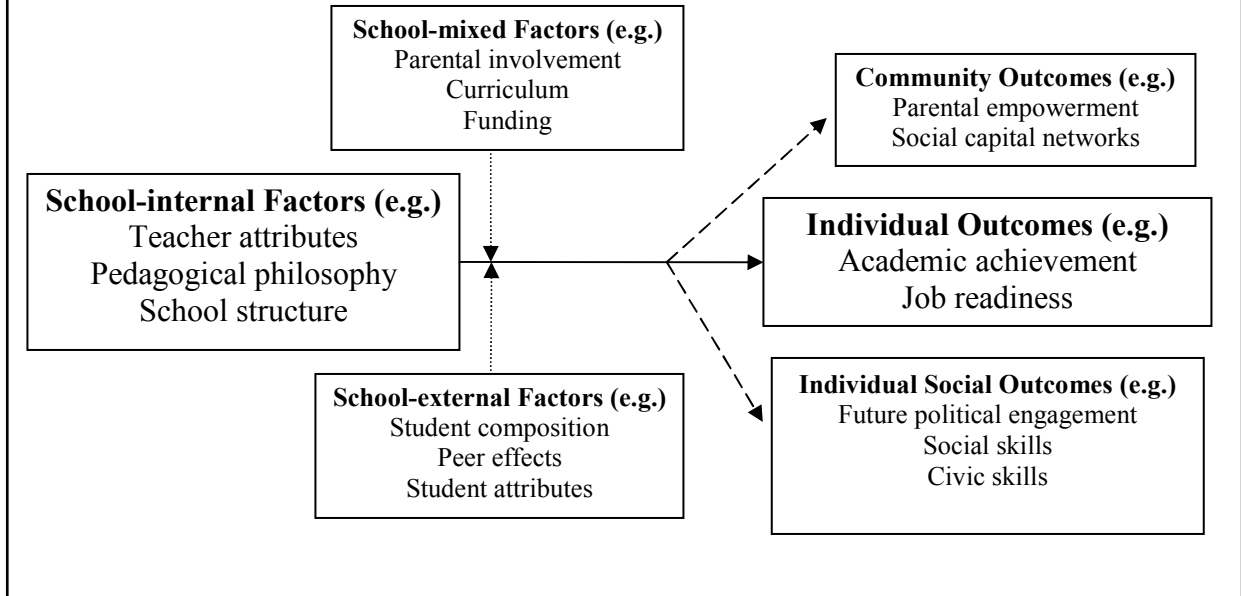 School-mixed Factors (e.g.)
Parental involvement
Curriculum
Funding
School-internal Factors (e.g.)
Teacher attributes
Pedagogical philosophy
School structure
School-external Factors (e.g.)
Student composition
Peer effects
Student attributes
Community Outcomes (e.g.)
Parental empowerment
Social capital networks
Individual Outcomes (e.g.)
Academic achievement
Job readiness
Individual Social Outcomes (e.g.)
Future political engagement
Social skills
Civic skills